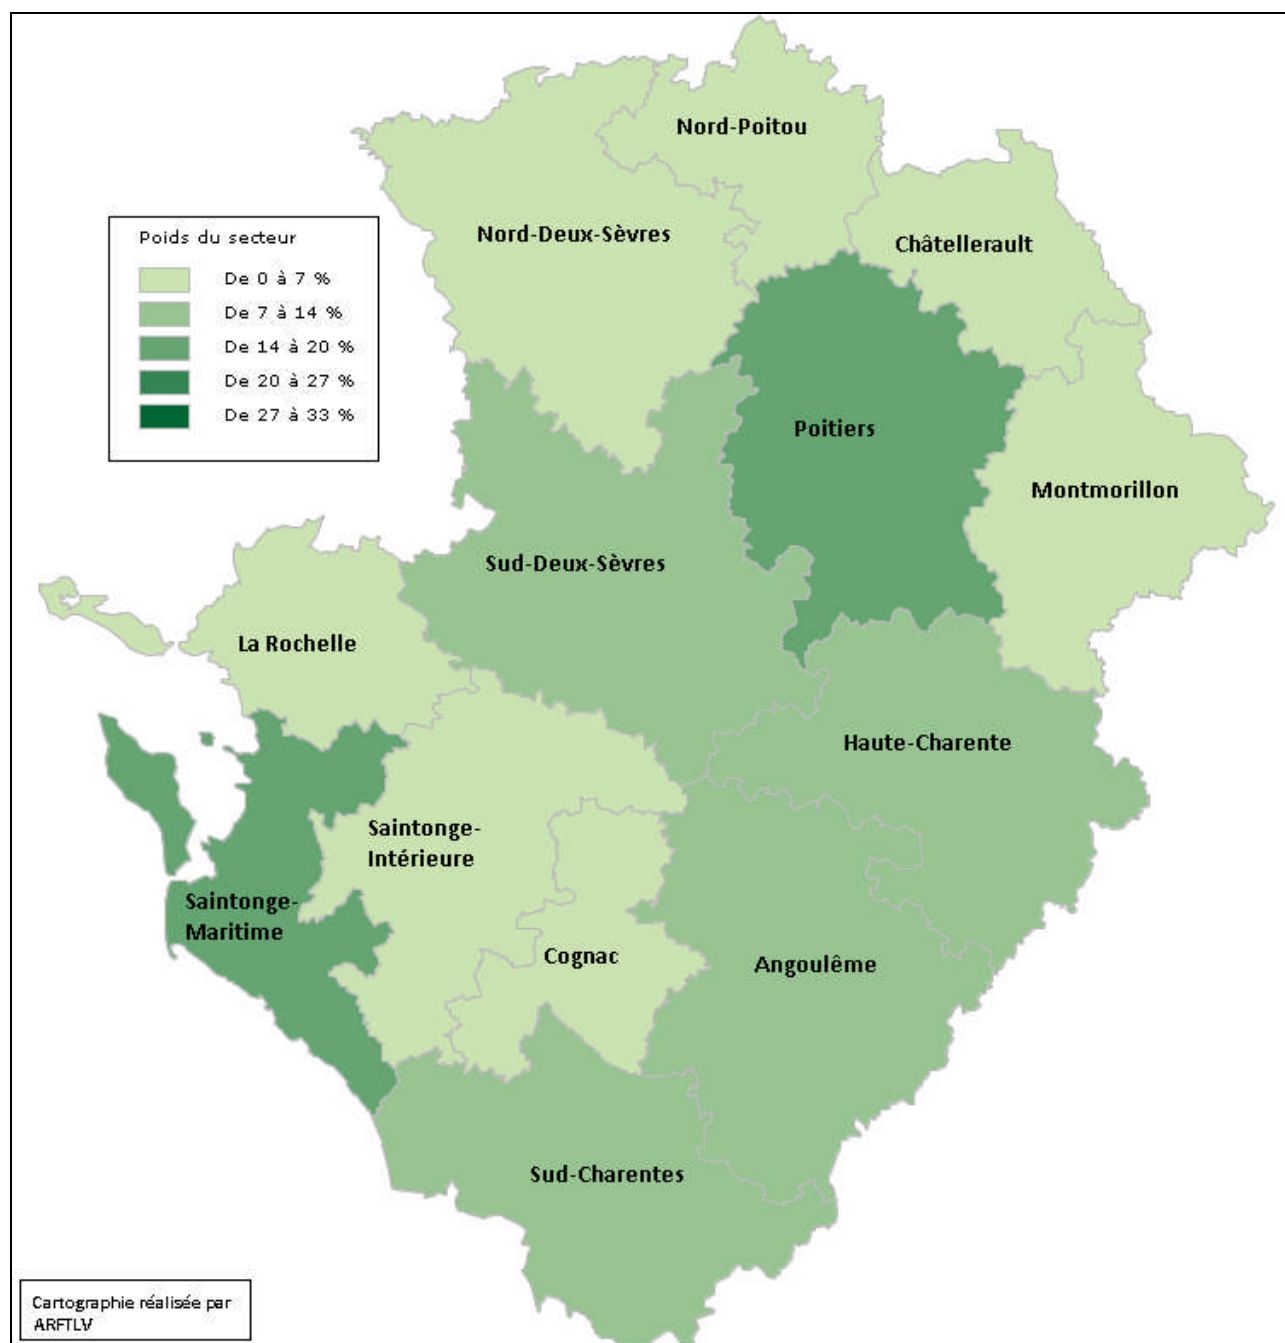 Nord-Poitou
Nord-Deux-Sèvres
Châtellerault
Poids du secteur
De 0 à 7 %
De 7 à 14 %
De 14 à 20 %
De 20 à 27 %
De 27 à 33 %
Poitiers
Montmorillon
Sud-Deux-Sèvres
La Rochelle
Haute-Charente
Saintonge-
Intérieure
Saintonge-
Maritime
Cognac
Angoulême
Sud-Charentes
Cartographie réalisée par
ARFTLV